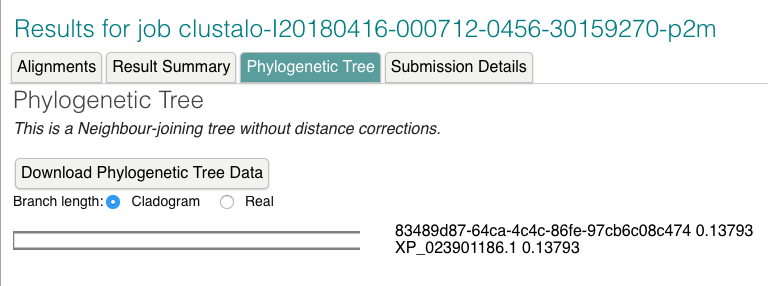 Results for job clustalo-I20180416-000712-0456-30159270-p2m
Alignments Result Summary Phylogenetic Tree Submission Details
Phylogenetic Tree
This is a Neighbour-joining tree without distance corrections.
Download Phylogenetic Tree Data
Branch length: Cladogram Real
83489d87-64ca-4c4c-86fe-97cb6c08c474 0.13793
XP_023901186.1 0.13793